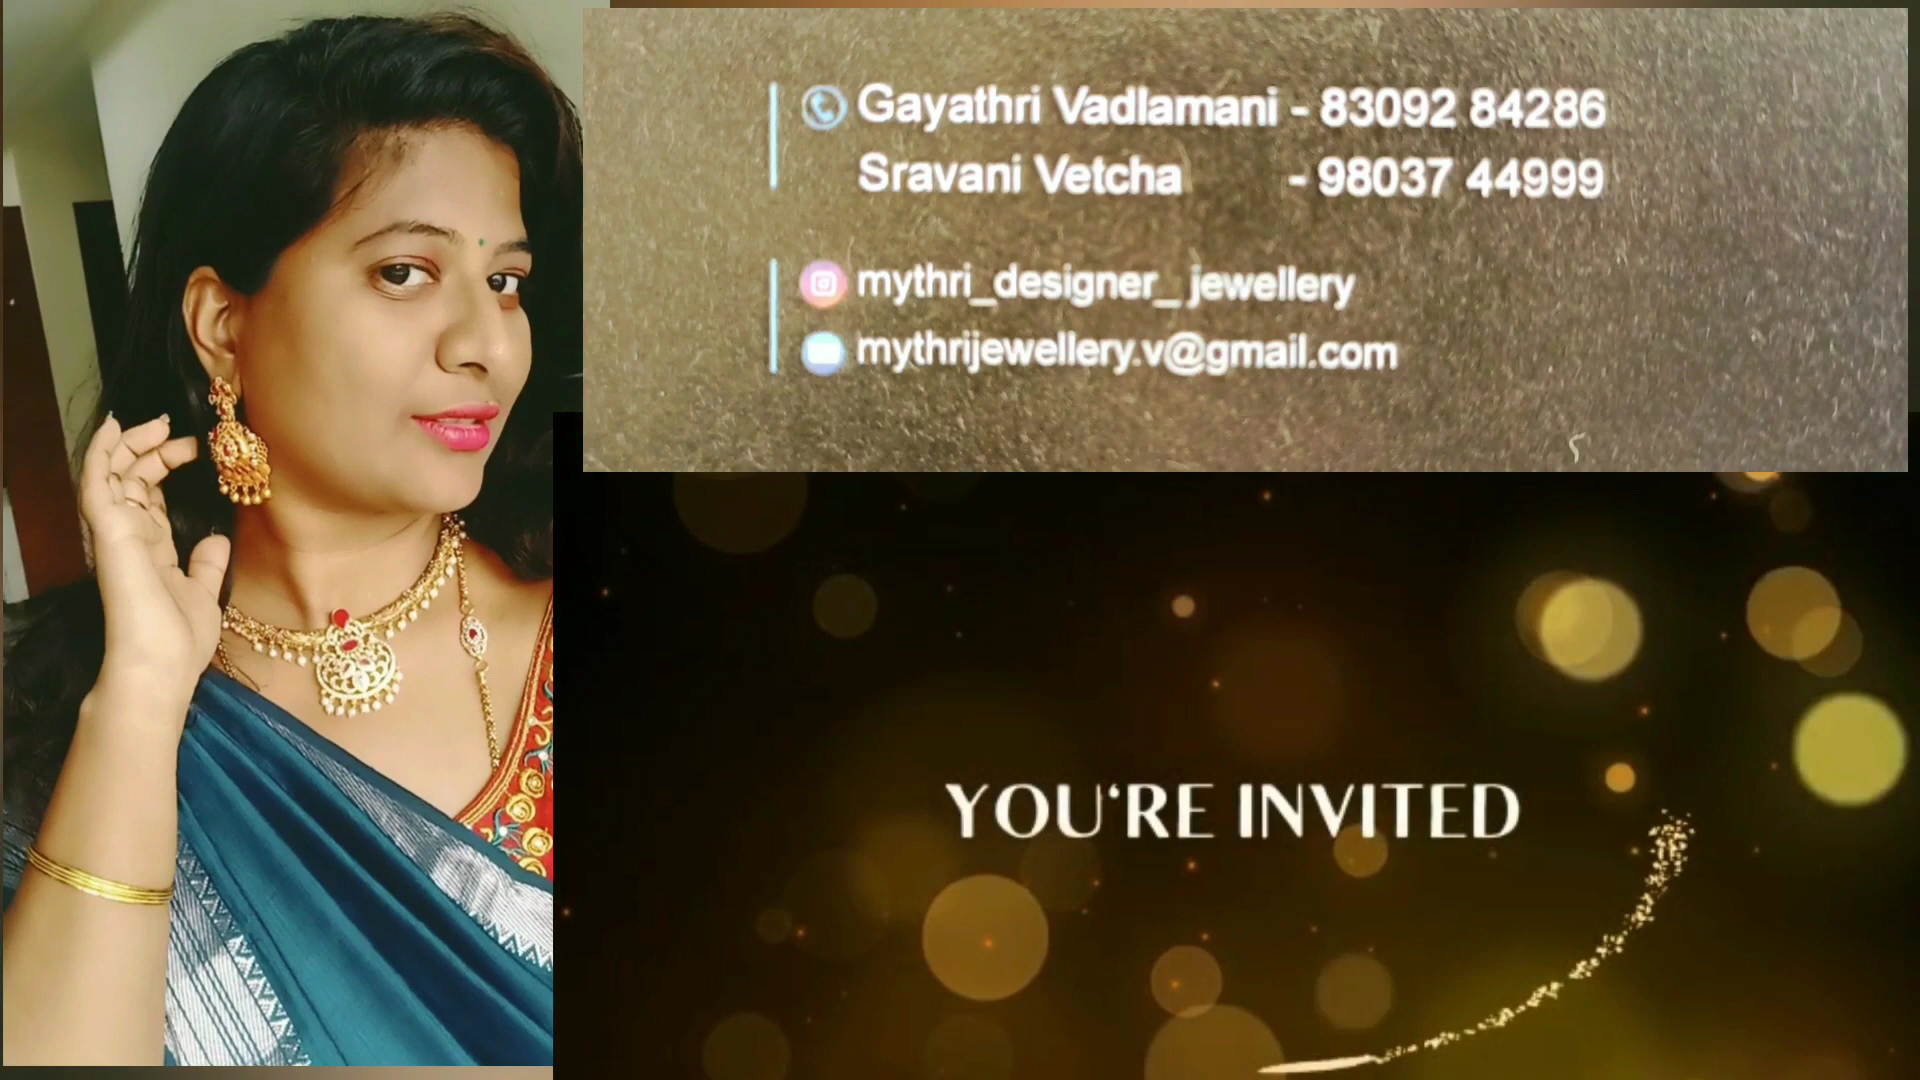 Gayathri Vadlamani - 83092 84286
Sravani Vetcha - 98037 44999
mythri_designer_ jewellery
mythrijewellery.v@gmail.com
YOU'RE INVITED